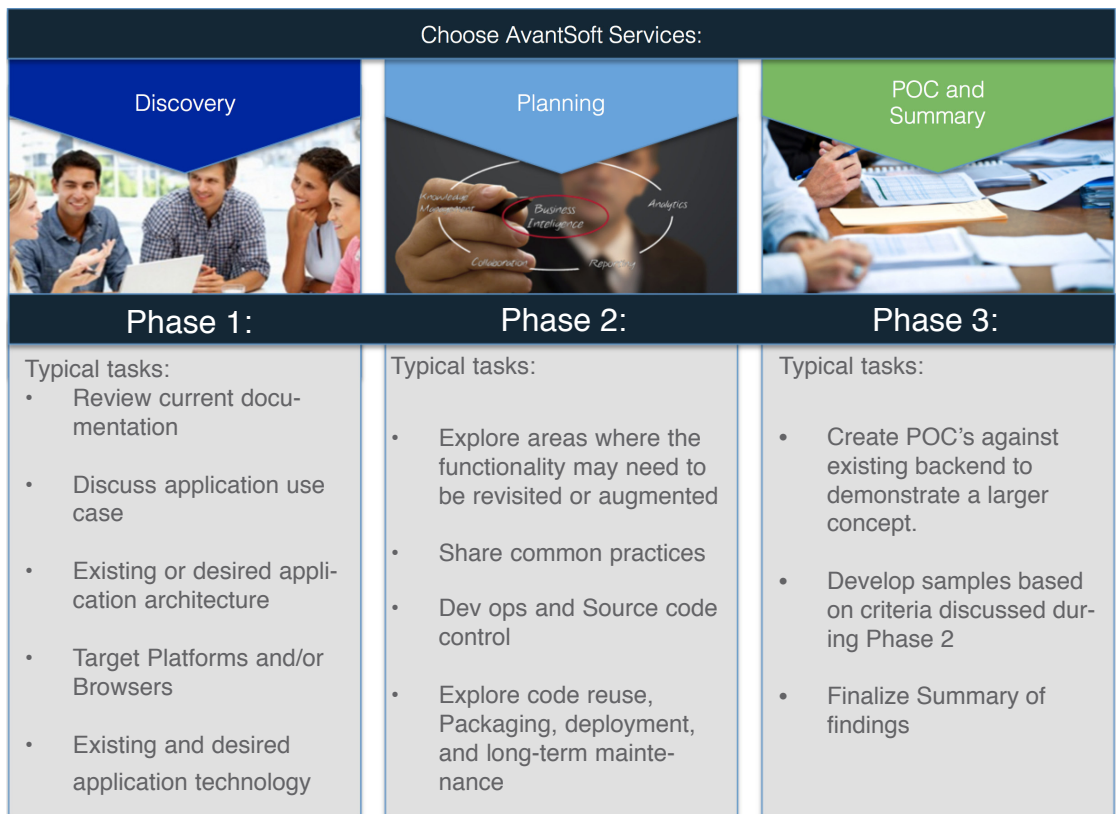 Choose AvantSoft Services:
Discovery
Planning
POC and
Summary
Knowledge
Management
Business
Inteligence
Analytics
Collaboration
Reporting
Phase 1:
Phase 2:
Phase 3:
Typical tasks:
• Review current docu-
mentation
• Discuss application use
case
• Existing or desired appli-
cation architecture
• Target Platforms and/or
Browsers
• Existing and desired
application technology
Typical tasks:
• Explore areas where the
functionality may need to
be revisited or augmented
• Share common practices
• Dev ops and Source code
control
• Explore code reuse,
Packaging, deployment,
and long-term mainte-
nance
Typical tasks:
• Create POC’s against
existing backend to
demonstrate a larger
concept.
• Develop samples based
on criteria discussed dur-
ing Phase 2
• Finalize Summary of
findings